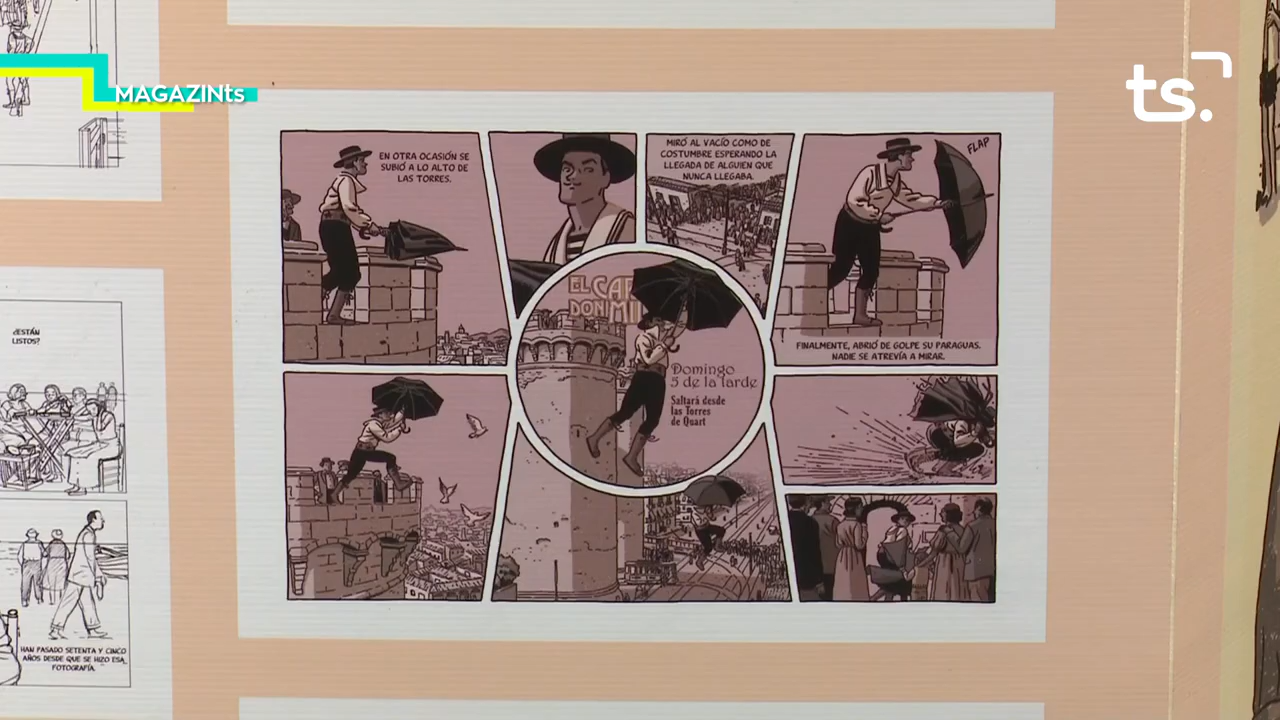 MAGAZINts
ts.
EN OTRA OCASIÓN SE
SUBIÓ A LO ALTO DE
LAS TORRES.
MIRÓ AL VACÍO COMO DE
COSTUMBRE ESPERANDO LA
LLEGADA DE ALGUIEN QUE
NUNCA LLEGABA.
FLAP
FINALMENTE, ABRIÓ DE GOLPE SU PARAGUAS.
NADIE SE ATREVÍA A MIRAR.
EL
Domingo
5 de la tarde
Saltará desde
las Torres
de Quart
¿ESTÁN
LISTOS?
HAN PASADO SETENTA Y CINCO
AÑOS DESDE QUE SE HIZO ESA
FOTOGRAFÍA.